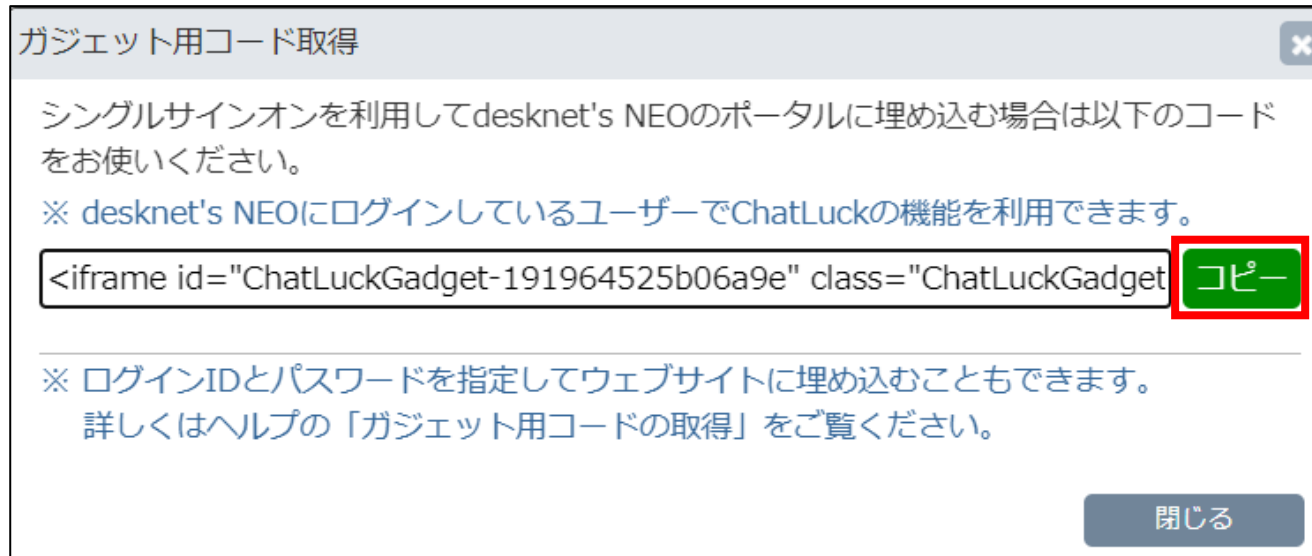 ガジェット用コード取得
シングルサインオンを利用してdesknet's NEOのポータルに埋め込む場合は以下のコード
をお使いください。
※ desknet's NEOにログインしているユーザーでChatLuckの機能を利用できます。
<iframe id="ChatLuckGadget-191964525b06a9e" class="ChatLuckGadget コピー
※ ログインIDとパスワードを指定してウェブサイトに埋め込むこともできます。
詳しくはヘルプの「ガジェット用コードの取得」をご覧ください。
閉じる